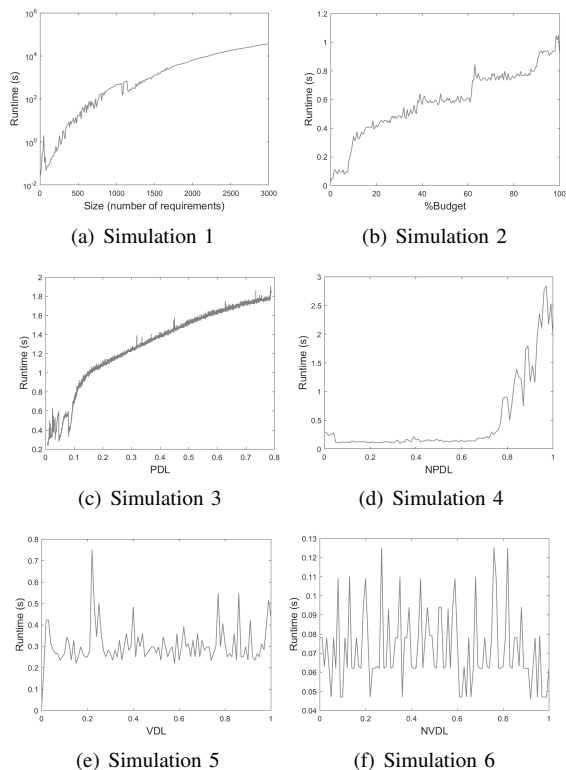 10^6
10^4
10^2
10^0
10^-2
Runtime (s)
0 500 1000 1500 2000 2500 3000
Size (number of requirements)
(a) Simulation 1
1.2
1
0.8
0.6
0.4
0.2
0
Runtime (s)
0 20 40 60 80 100
%Budget
(b) Simulation 2
2
1.8
1.6
1.4
1.2
1
0.8
0.6
0.4
0.2
Runtime (s)
0 0.1 0.2 0.3 0.4 0.5 0.6 0.7 0.8
PDL
(c) Simulation 3
3
2.5
2
1.5
1
0.5
0
Runtime (s)
0 0.2 0.4 0.6 0.8 1
NPDL
(d) Simulation 4
0.8
0.7
0.6
0.5
0.4
0.3
0.2
0.1
0
Runtime (s)
0 0.2 0.4 0.6 0.8 1
VDL
(e) Simulation 5
0.13
0.12
0.11
0.1
0.09
0.08
0.07
0.06
0.05
0.04
Runtime (s)
0 0.2 0.4 0.6 0.8 1
NVDL
(f) Simulation 6